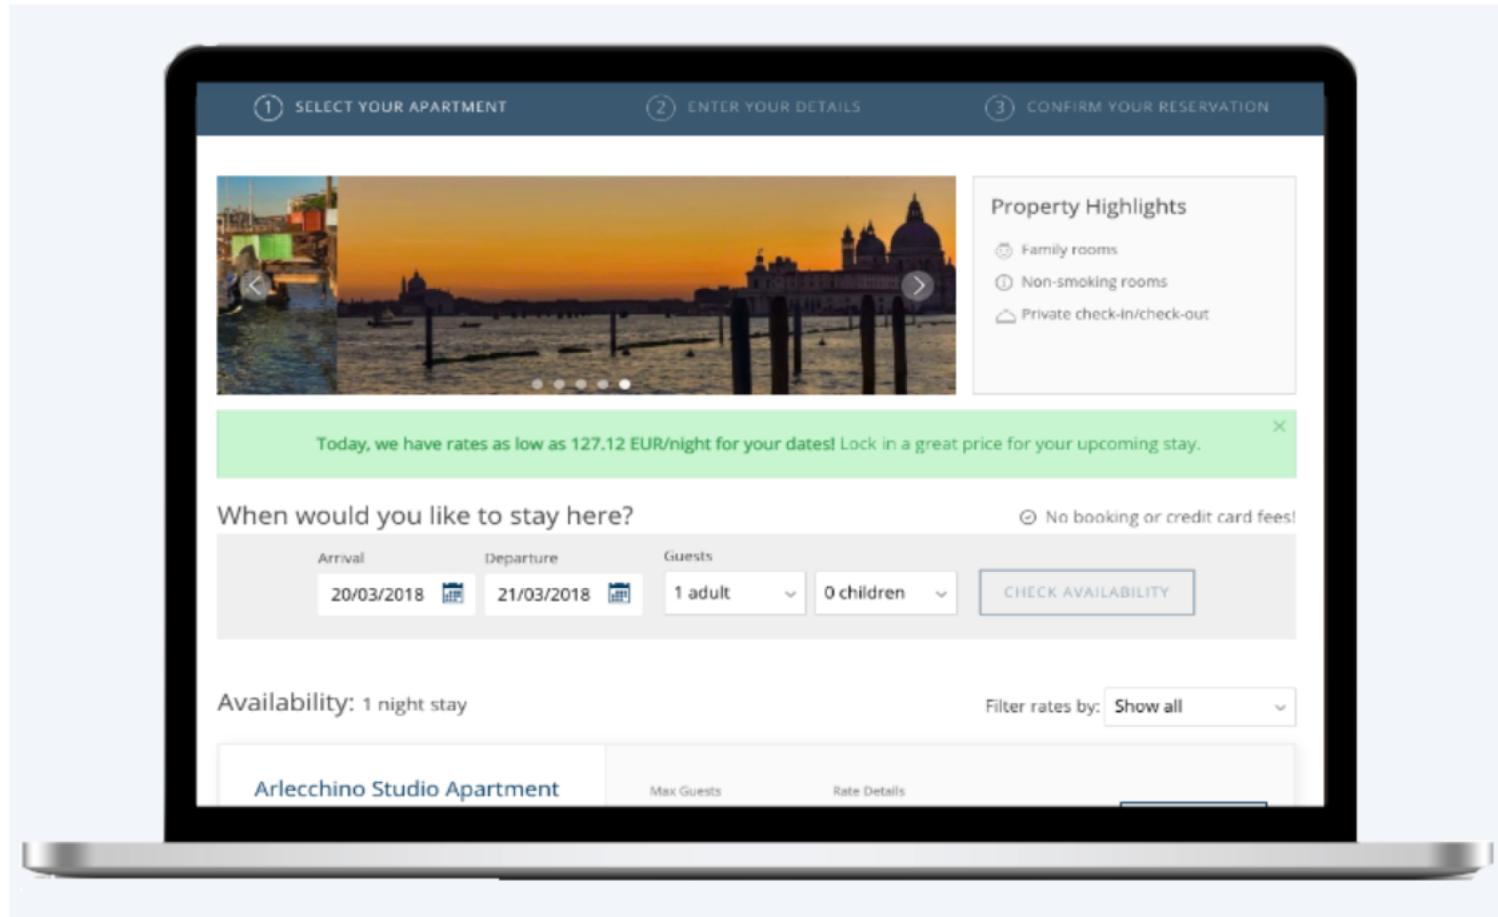 1 SELECT YOUR APARTMENT 2 ENTER YOUR DETAILS 3 CONFIRM YOUR RESERVATION
Property Highlights
Family rooms
Non-smoking rooms
Private check-in/check-out
Today, we have rates as low as 127.12 EUR/night for your dates! Lock in a great price for your upcoming stay.
When would you like to stay here?
No booking or credit card fees!
Arrival Departure Guests
20/03/2018 21/03/2018 1 adult 0 children CHECK AVAILABILITY
Availability: 1 night stay
Filter rates by: Show all
Arlecchino Studio Apartment
Max Guests Rate Details